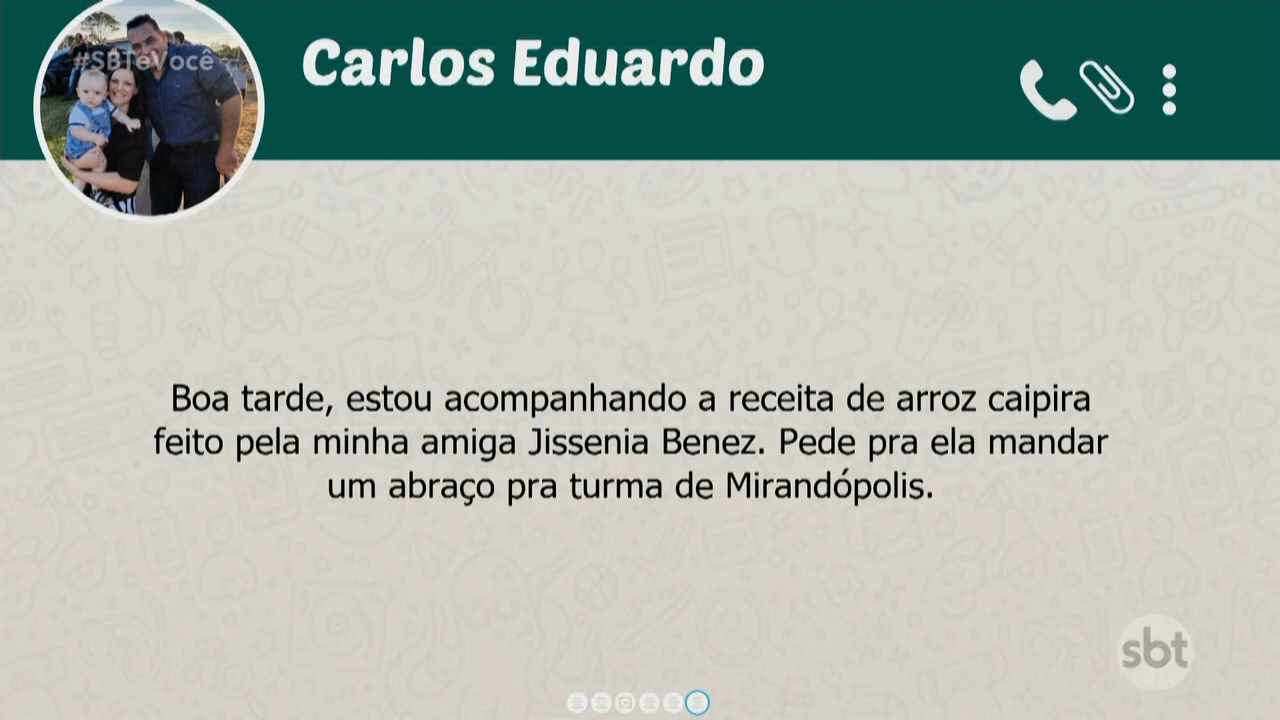 #SBTeVocê
Carlos Eduardo
Boa tarde, estou acompanhando a receita de arroz caipira
feito pela minha amiga Jissenia Benez. Pede pra ela mandar
um abraço pra turma de Mirandópolis.
sbt